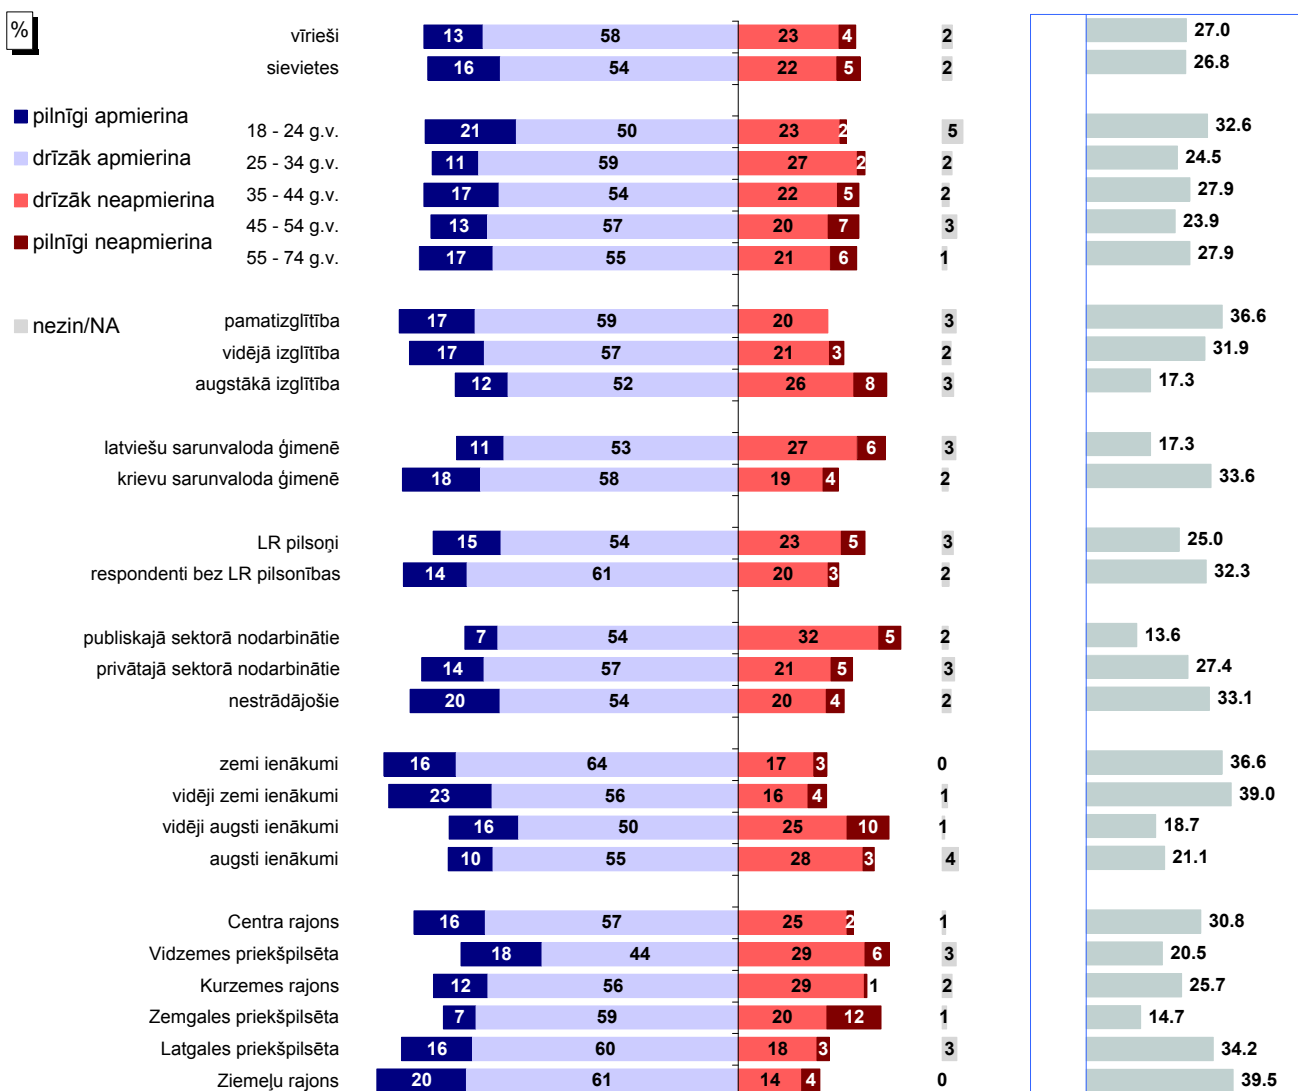 %
pilnīgi apmierina
drīzāk apmierina
drīzāk neapmierina
pilnīgi neapmierina
nezin/NA
vīrieši 13 58 23 4 2 27.0
sievietes 16 54 22 5 2 26.8
18 - 24 g.v. 21 50 23 2 5 32.6
25 - 34 g.v. 11 59 27 2 2 24.5
35 - 44 g.v. 17 54 22 5 2 27.9
45 - 54 g.v. 13 57 20 7 3 23.9
55 - 74 g.v. 17 55 21 6 1 27.9
pamatizglītība 17 59 20 3 36.6
vidējā izglītība 17 57 21 3 2 31.9
augstākā izglītība 12 52 26 8 3 17.3
latviešu sarunvaloda ģimenē 11 53 27 6 3 17.3
krievu sarunvaloda ģimenē 18 58 19 4 2 33.6
LR pilsoņi 15 54 23 5 3 25.0
respondenti bez LR pilsonības 14 61 20 3 2 32.3
publiskajā sektorā nodarbinātie 7 54 32 5 2 13.6
privātajā sektorā nodarbinātie 14 57 21 5 3 27.4
nestrādājošie 20 54 20 4 2 33.1
zemi ienākumi 16 64 17 3 0 36.6
vidēji zemi ienākumi 23 56 16 4 1 39.0
vidēji augsti ienākumi 16 50 25 10 1 18.7
augsti ienākumi 10 55 28 3 4 21.1
Centra rajons 16 57 25 2 1 30.8
Vidzemes priekšpilsēta 18 44 29 6 3 20.5
Kurzemes rajons 12 56 29 1 2 25.7
Zemgales priekšpilsēta 7 59 20 12 1 14.7
Latgales priekšpilsēta 16 60 18 3 3 34.2
Ziemeļu rajons 20 61 14 4 0 39.5